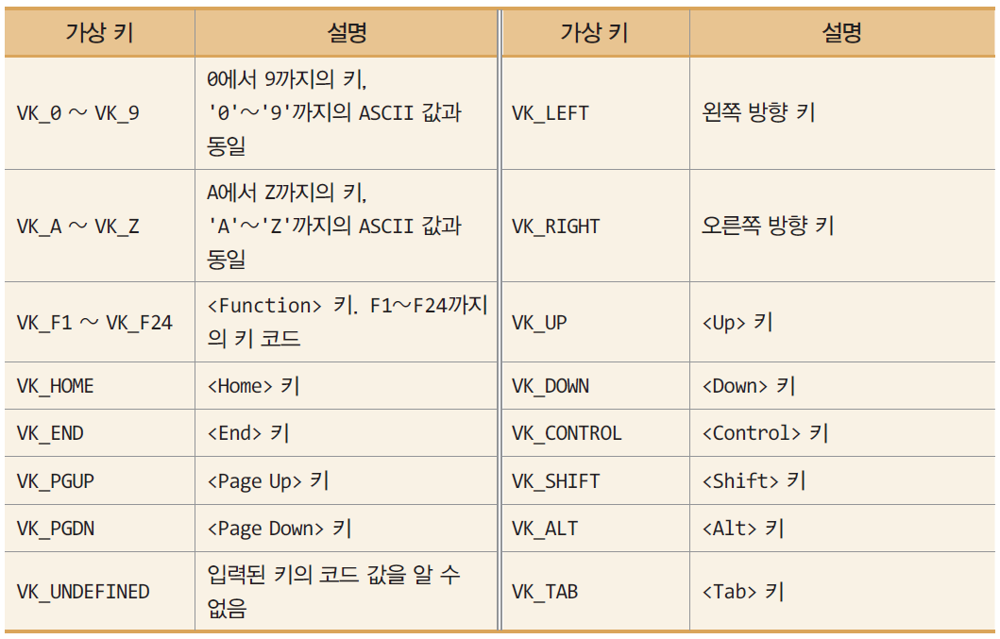 가상 키 설명 가상 키 설명
VK_0 ~ VK_9
0에서 9까지의 키,
'0'~'9'까지의 ASCII 값과
동일
VK_LEFT 왼쪽 방향 키
VK_A ~ VK_Z
A에서 Z까지의 키,
'A'~'Z'까지의 ASCII 값과
동일
VK_RIGHT 오른쪽 방향 키
VK_F1 ~ VK_F24
<Function> 키. F1~F24까지
의 키 코드
VK_UP <Up> 키
VK_HOME <Home> 키 VK_DOWN <Down> 키
VK_END <End> 키 VK_CONTROL <Control> 키
VK_PGUP <Page Up> 키 VK_SHIFT <Shift> 키
VK_PGDN <Page Down> 키 VK_ALT <Alt> 키
VK_UNDEFINED
입력된 키의 코드 값을 알 수
없음
VK_TAB <Tab> 키